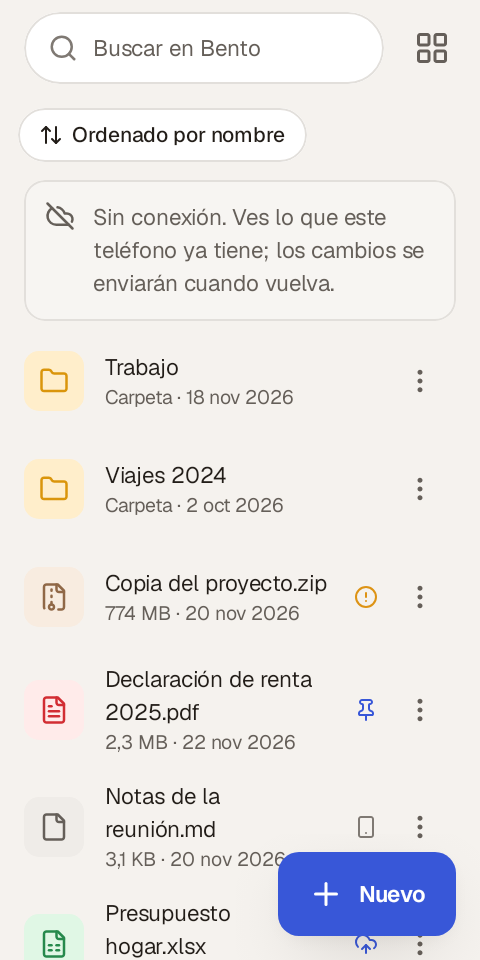 Buscar en Bento
Ordenado por nombre
Sin conexión. Ves lo que este
teléfono ya tiene; los cambios se
enviarán cuando vuelva.
Trabajo
Carpeta · 18 nov 2026
Viajes 2024
Carpeta · 2 oct 2026
Copia del proyecto.zip
774 MB · 20 nov 2026
Declaración de renta
2025.pdf
2,3 MB · 22 nov 2026
Notas de la
reunión.md
3,1 KB · 20 nov 2026
Presupuesto
hogar.xlsx
Nuevo